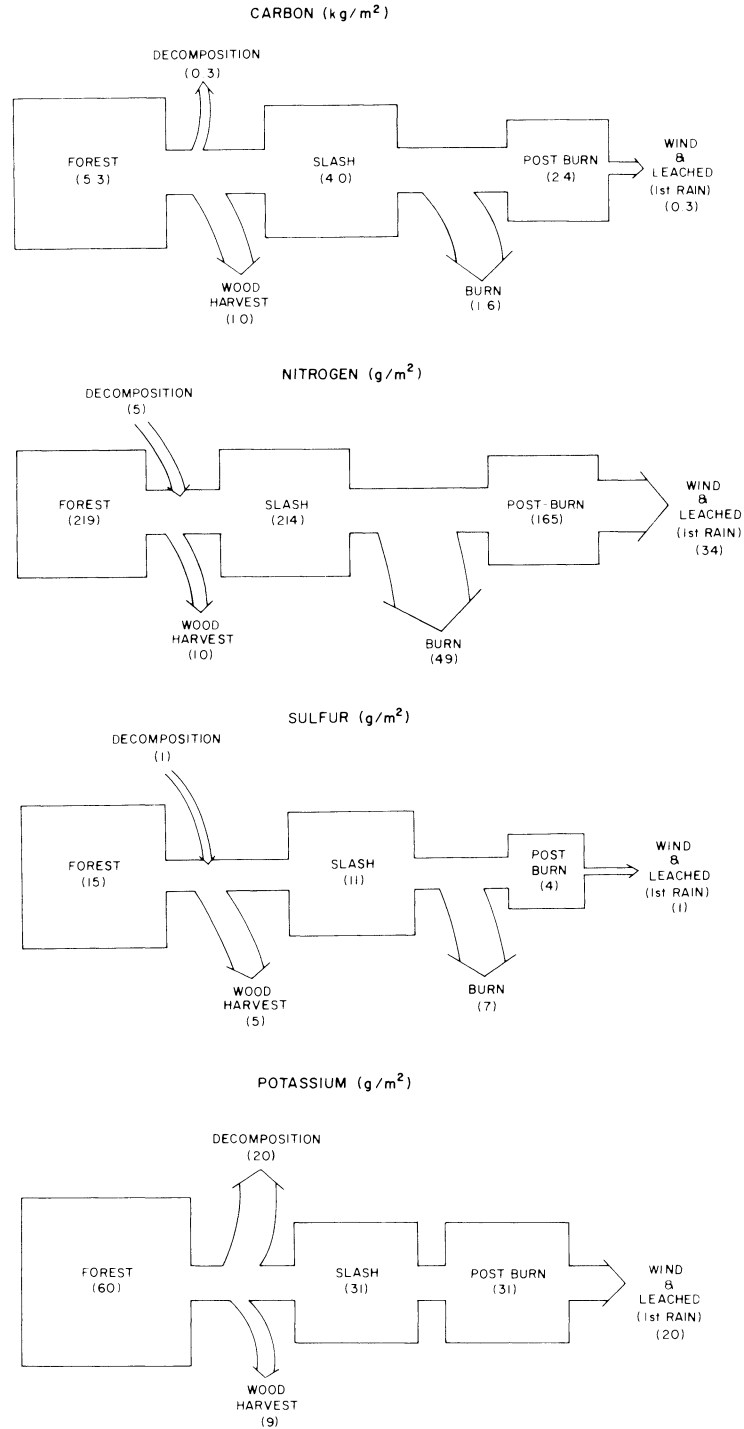 CARBON (kg/m²)
DECOMPOSITION
(0.3)
FOREST
(5.3)
SLASH
(4.0)
POST BURN
(2.4)
WIND
&
LEACHED
(1st RAIN)
(0.3)
WOOD
HARVEST
(1.0)
BURN
(1.6)
NITROGEN (g/m²)
DECOMPOSITION
(5)
FOREST
(219)
SLASH
(214)
POST-BURN
(165)
WIND
&
LEACHED
(1st RAIN)
(34)
WOOD
HARVEST
(10)
BURN
(49)
SULFUR (g/m²)
DECOMPOSITION
(1)
FOREST
(15)
SLASH
(11)
POST
BURN
(4)
WIND
&
LEACHED
(1st RAIN)
(1)
WOOD
HARVEST
(5)
BURN
(7)
POTASSIUM (g/m²)
DECOMPOSITION
(20)
FOREST
(60)
SLASH
(31)
POST BURN
(31)
WIND
&
LEACHED
(1st RAIN)
(20)
WOOD
HARVEST
(9)